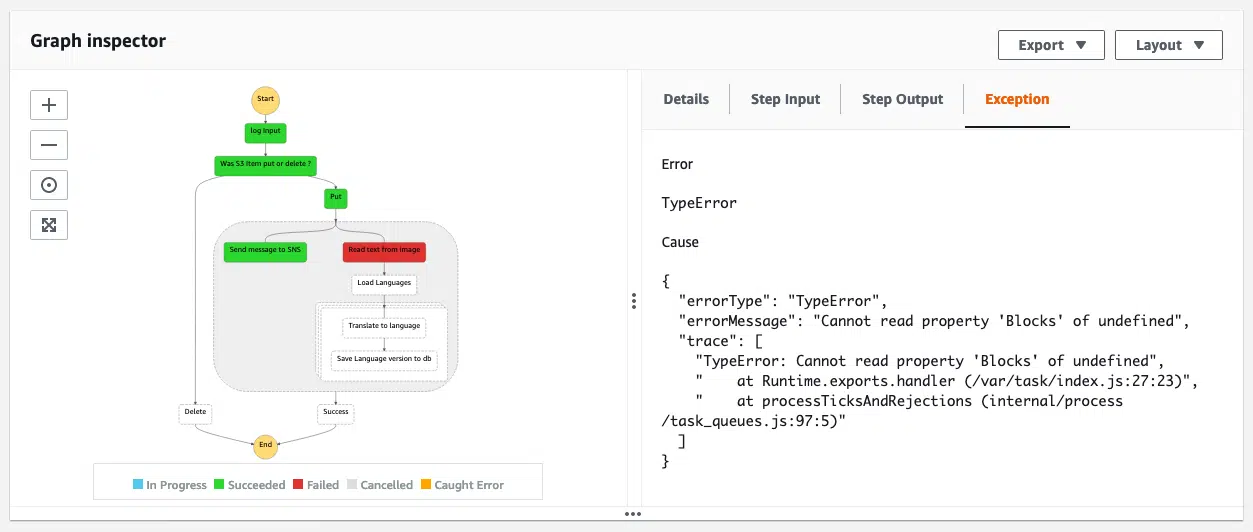 Graph inspector
Export
Layout
Start
log Input
Was S3 Item put or delete ?
Put
Send message to SNS
Read text from image
Load Languages
Translate to language
Save Language version to db
Delete
Success
End
In Progress
Succeeded
Failed
Cancelled
Caught Error
Details
Step Input
Step Output
Exception
Error
TypeError
Cause
{
"errorType": "TypeError",
"errorMessage": "Cannot read property 'Blocks' of undefined",
"trace": [
"TypeError: Cannot read property 'Blocks' of undefined",
"    at Runtime.exports.handler (/var/task/index.js:27:23)",
"    at processTicksAndRejections (internal/process
/task_queues.js:97:5)"
]
}